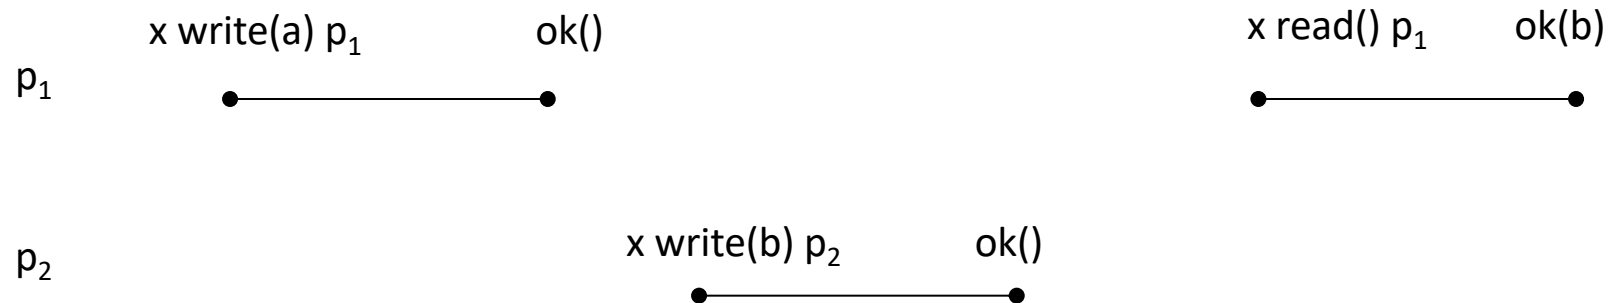 x write(a) p₁ ok() x read() p₁ ok(b)
p₁
x write(b) p₂ ok()
p₂